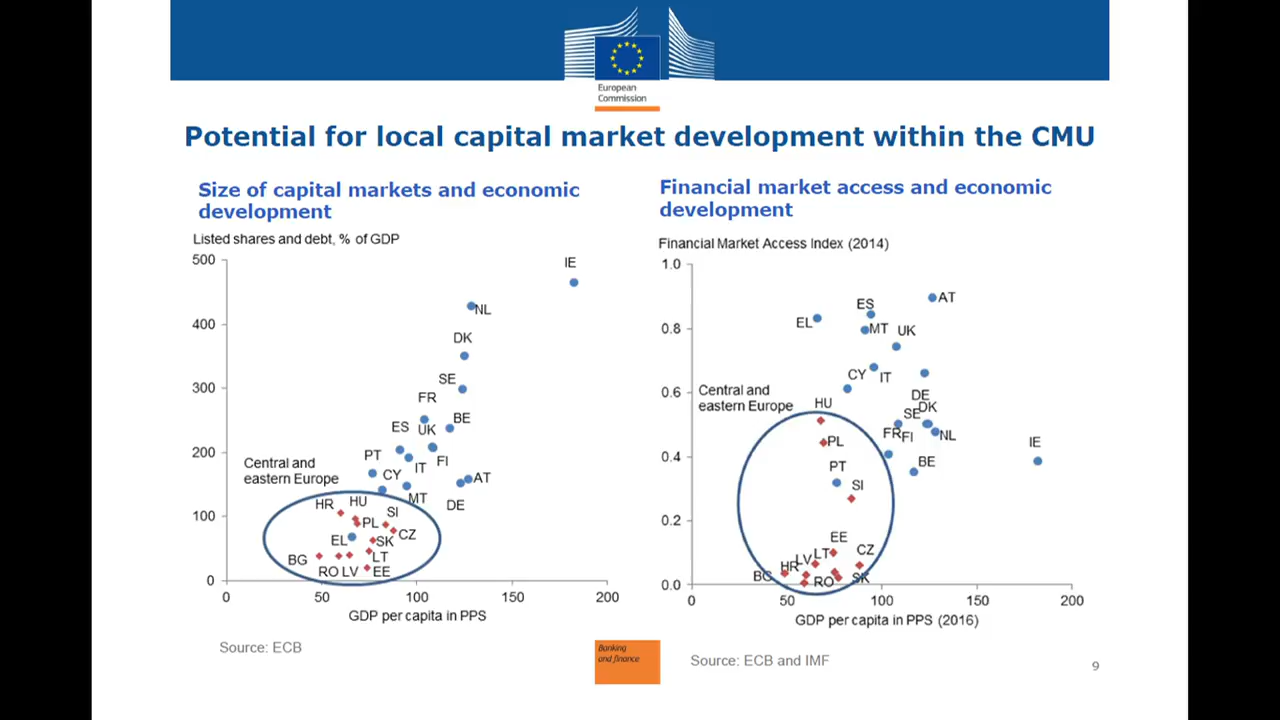 European
Commission
Potential for local capital market development within the CMU
Size of capital markets and economic
development
Listed shares and debt, % of GDP
500
400
300
200
100
0
0
50
100
150
200
GDP per capita in PPS
IE
NL
DK
SE
FR
BE
ES
UK
FI
PT
IT
CY
AT
MT
DE
Central and
eastern Europe
HR
HU
SI
PL
CZ
EL
SK
BG
LT
RO
LV
EE
Source: ECB
Financial market access and economic
development
Financial Market Access Index (2014)
1.0
0.8
0.6
0.4
0.2
0.0
0
50
100
150
200
GDP per capita in PPS (2016)
AT
ES
EL
MT
UK
CY
IT
DE
Central and
eastern Europe
HU
SE
DK
FR
FI
NL
PL
IE
BE
PT
SI
EE
CZ
LT
LV
HR
BG
RO
SK
Source: ECB and IMF
Banking
and finance
9